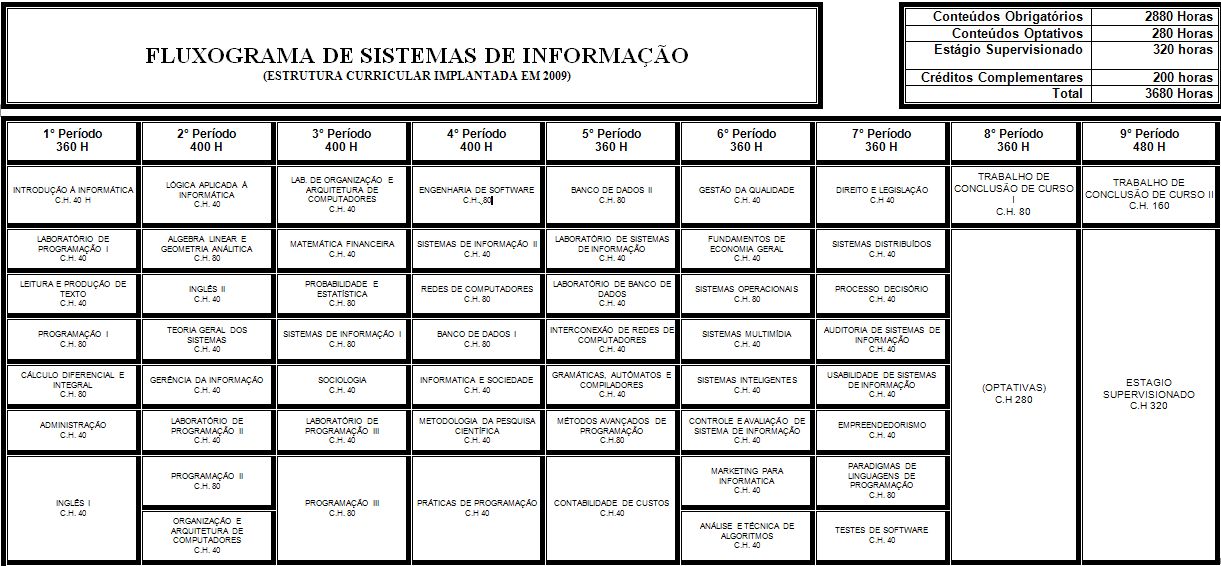 FLUXOGRAMA DE SISTEMAS DE INFORMAÇÃO
(ESTRUTURA CURRICULAR IMPLANTADA EM 2009)
Conteúdos Obrigatórios 2880 Horas
Conteúdos Optativos 280 Horas
Estágio Supervisionado 320 horas
Créditos Complementares 200 horas
Total 3680 Horas
1° Período
360 H
2° Período
400 H
3° Período
400 H
4° Período
400 H
5° Período
360 H
6° Período
360 H
7° Período
360 H
8° Período
360 H
9° Período
480 H
INTRODUÇÃO À INFORMÁTICA
C.H. 40 H
LÓGICA APLICADA À
INFORMÁTICA
C.H. 40
LAB. DE ORGANIZAÇÃO E
ARQUITETURA DE
COMPUTADORES
C.H. 40
ENGENHARIA DE SOFTWARE
C.H. 80
BANCO DE DADOS II
C.H. 80
GESTÃO DA QUALIDADE
C.H. 40
DIREITO E LEGISLAÇÃO
C.H 40
TRABALHO DE
CONCLUSÃO DE CURSO
I
C.H. 80
TRABALHO DE
CONCLUSÃO DE CURSO II
C.H. 160
LABORATÓRIO DE
PROGRAMAÇÃO I
C.H. 40
ALGEBRA LINEAR E
GEOMETRIA ANÁLITICA
C.H. 80
MATEMÁTICA FINANCEIRA
C.H. 40
SISTEMAS DE INFORMAÇÃO II
C.H. 40
LABORATÓRIO DE SISTEMAS
DE INFORMAÇÃO
C.H. 40
FUNDAMENTOS DE
ECONOMIA GERAL
C.H. 40
SISTEMAS DISTRIBUÍDOS
C.H. 40
LEITURA E PRODUÇÃO DE
TEXTO
C.H. 40
INGLÊS II
C.H. 40
PROBABILIDADE E
ESTATÍSTICA
C.H. 80
REDES DE COMPUTADORES
C.H. 80
LABORATÓRIO DE BANCO DE
DADOS
C.H. 40
SISTEMAS OPERACIONAIS
C.H. 80
PROCESSO DECISÓRIO
C.H. 40
PROGRAMAÇÃO I
C.H. 80
TEORIA GERAL DOS
SISTEMAS
C.H. 40
SISTEMAS DE INFORMAÇÃO I
C.H. 80
BANCO DE DADOS I
C.H. 80
INTERCONEXÃO DE REDES DE
COMPUTADORES
C.H. 40
SISTEMAS MULTIMÍDIA
C.H. 40
AUDITORIA DE SISTEMAS DE
INFORMAÇÃO
C.H. 40
CÁLCULO DIFERENCIAL E
INTEGRAL
C.H. 80
GERÊNCIA DA INFORMAÇÃO
C.H. 40
SOCIOLOGIA
C.H. 40
INFORMATICA E SOCIEDADE
C.H. 40
GRAMÁTICAS, AUTÔMATOS E
COMPILADORES
C.H. 40
SISTEMAS INTELIGENTES
C.H. 40
USABILIDADE DE SISTEMAS
DE INFORMAÇÃO
C.H. 40
(OPTATIVAS)
C.H 280
ESTAGIO
SUPERVISIONADO
C.H 320
ADMINISTRAÇÃO
C.H. 40
LABORATÓRIO DE
PROGRAMAÇÃO II
C.H. 40
LABORATÓRIO DE
PROGRAMAÇÃO III
C.H. 40
METODOLOGIA DA PESQUISA
CIENTÍFICA
C.H. 40
MÉTODOS AVANÇADOS DE
PROGRAMAÇÃO
C.H.80
CONTROLE E AVALIAÇÃO DE
SISTEMA DE INFORMAÇÃO
C.H. 40
EMPREENDEDORISMO
C.H. 40
INGLÊS I
C.H. 40
PROGRAMAÇÃO II
C.H. 80
PROGRAMAÇÃO III
C.H. 80
PRÁTICAS DE PROGRAMAÇÃO
C.H. 40
CONTABILIDADE DE CUSTOS
C.H.40
MARKETING PARA
INFORMATICA
C.H. 40
PARADIGMAS DE
LINGUAGENS DE
PROGRAMAÇÃO
C.H. 80
ORGANIZAÇÃO E
ARQUITETURA DE
COMPUTADORES
C.H. 40
ANÁLISE E TÉCNICA DE
ALGORITMOS
C.H. 40
TESTES DE SOFTWARE
C.H. 40